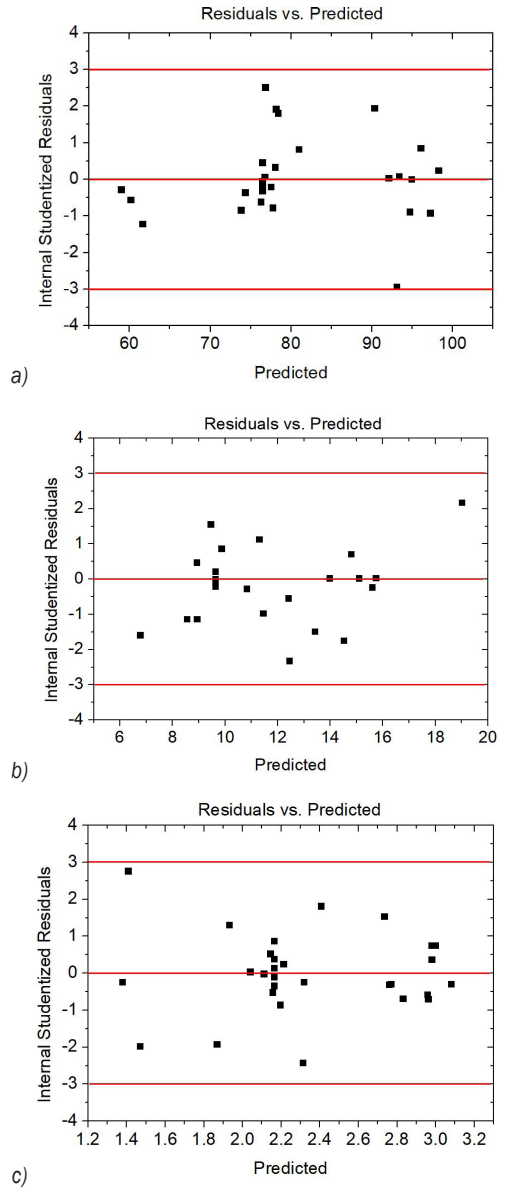 Residuals vs. Predicted
Internal Studentized Residuals
4
3
2
1
0
-1
-2
-3
-4
60 70 80 90 100
Predicted
a)
Residuals vs. Predicted
Internal Studentized Residuals
4
3
2
1
0
-1
-2
-3
-4
6 8 10 12 14 16 18 20
Predicted
b)
Residuals vs. Predicted
Internal Studentized Residuals
4
3
2
1
0
-1
-2
-3
-4
1.2 1.4 1.6 1.8 2.0 2.2 2.4 2.6 2.8 3.0 3.2
Predicted
c)